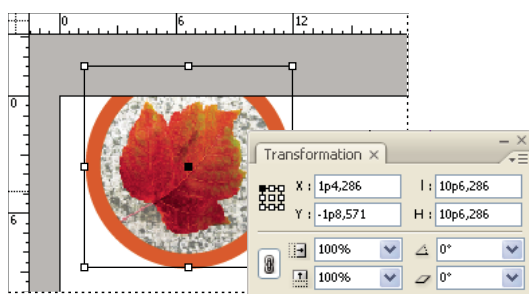 0 6 12
0
6
Transformation ×
X : 1p4,286 l : 10p6,286
Y : -1p8,571 H : 10p6,286
100% 0°
100% 0°